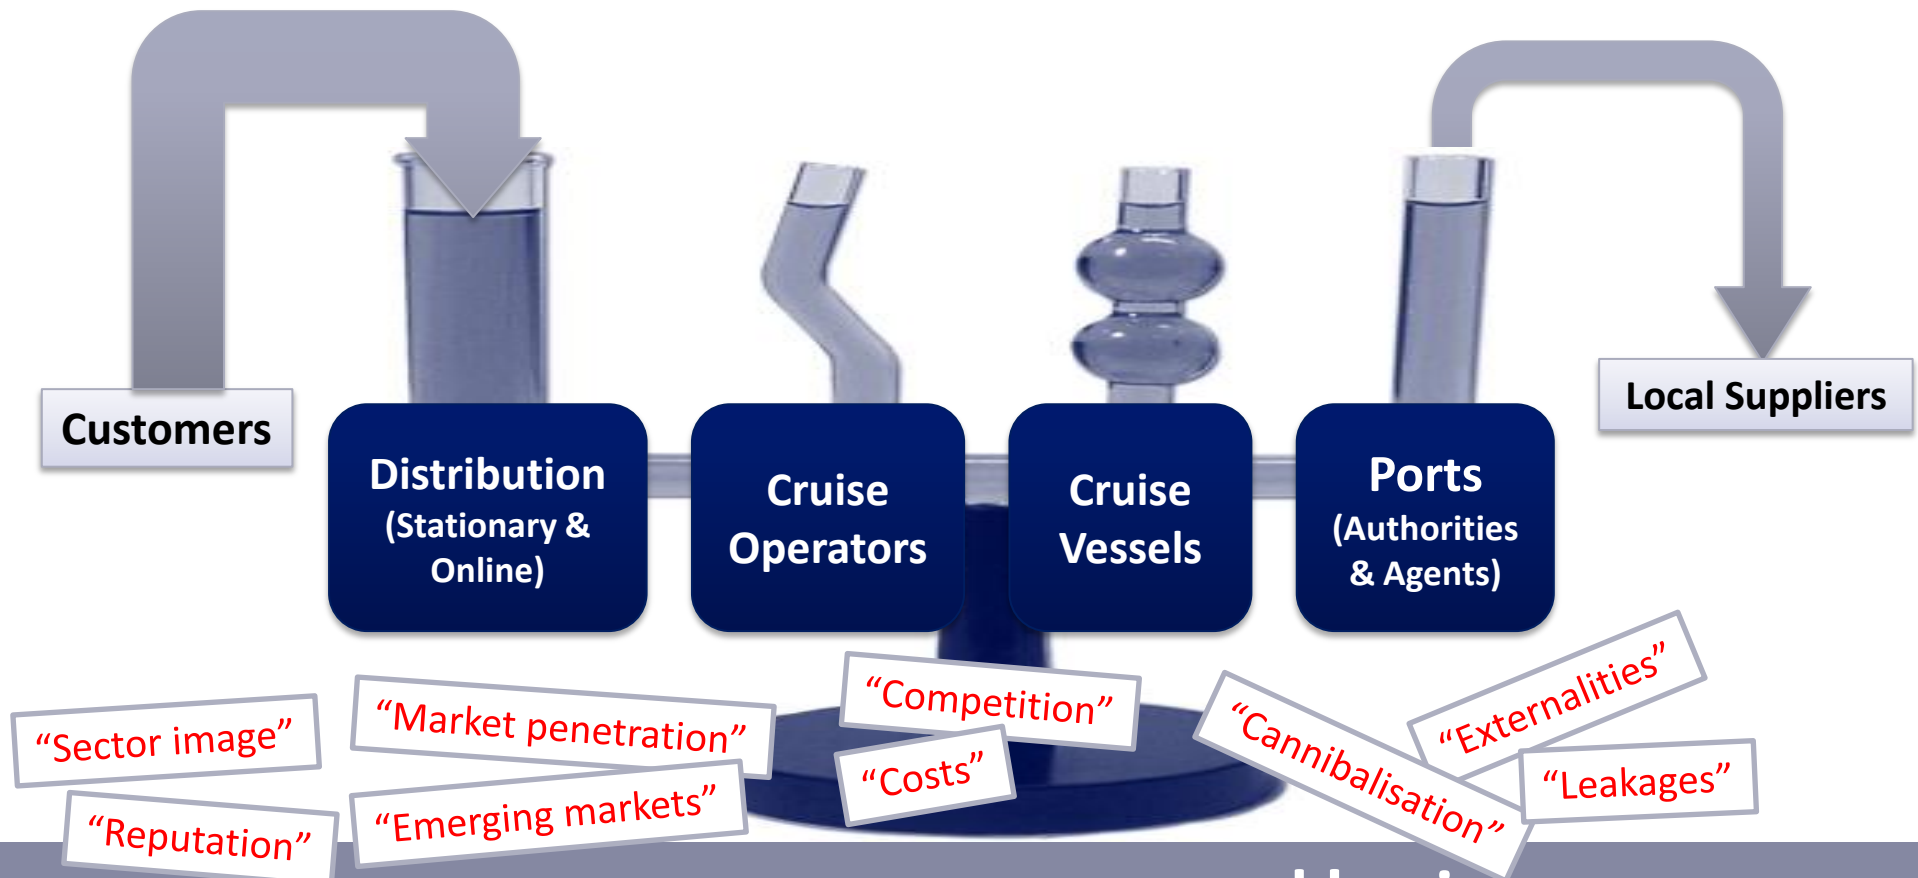 Customers
Distribution
(Stationary &
Online)
Cruise
Operators
Cruise
Vessels
Ports
(Authorities
& Agents)
Local Suppliers
“Sector image”
“Reputation”
“Market penetration”
“Emerging markets”
“Competition”
“Costs”
“Cannibalisation”
“Externalities”
“Leakages”